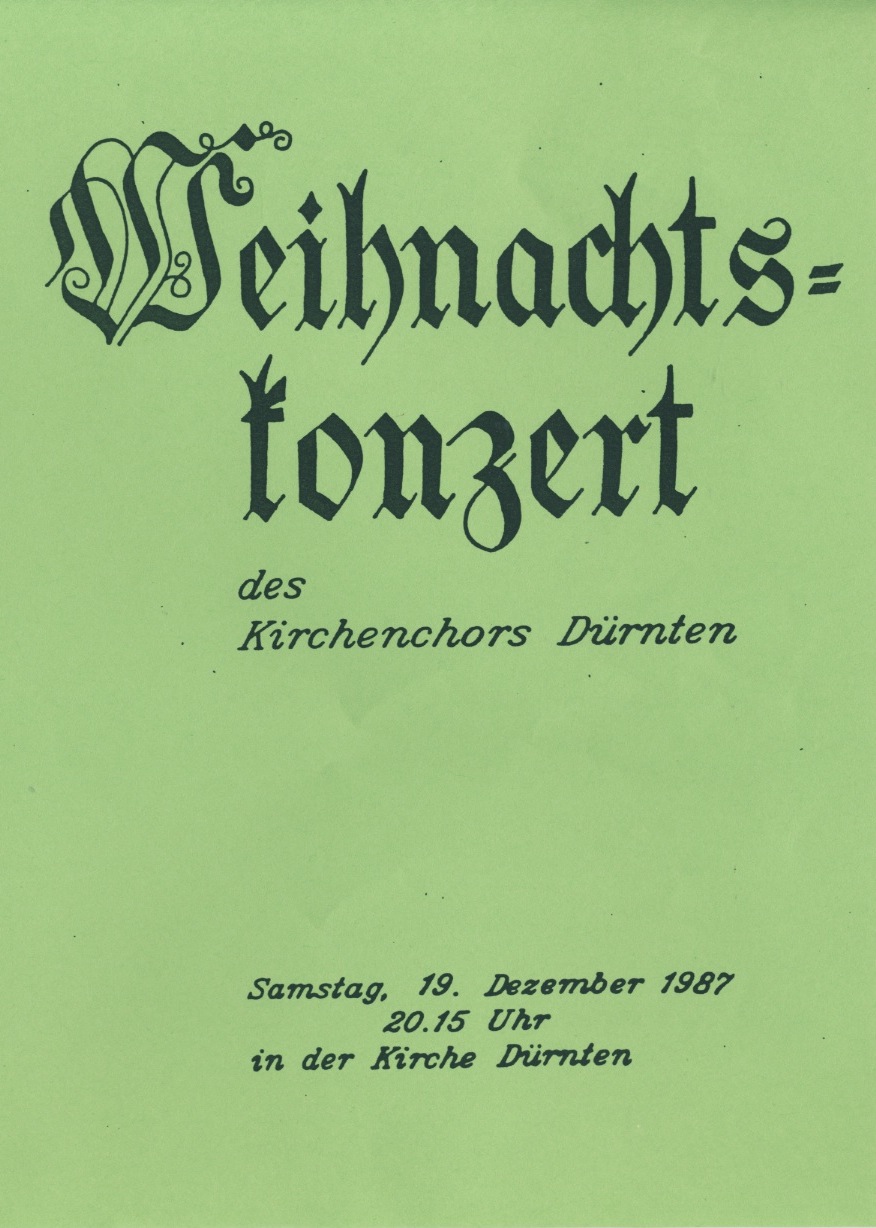 Weihnachts=
konzert
des
Kirchenchors Dürnten
Samstag, 19. Dezember 1987
20.15 Uhr
in der Kirche Dürnten